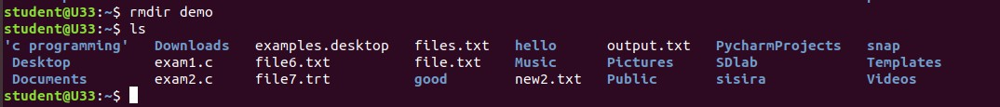 student@U33:~$ rmdir demo
student@U33:~$ ls
'c programming'  Downloads  examples.desktop  files.txt  hello  output.txt  PycharmProjects  snap
Desktop  exam1.c  file6.txt  file.txt  Music  Pictures  SDlab  Templates
Documents  exam2.c  file7.trt  good  new2.txt  Public  sisira  Videos
student@U33:~$